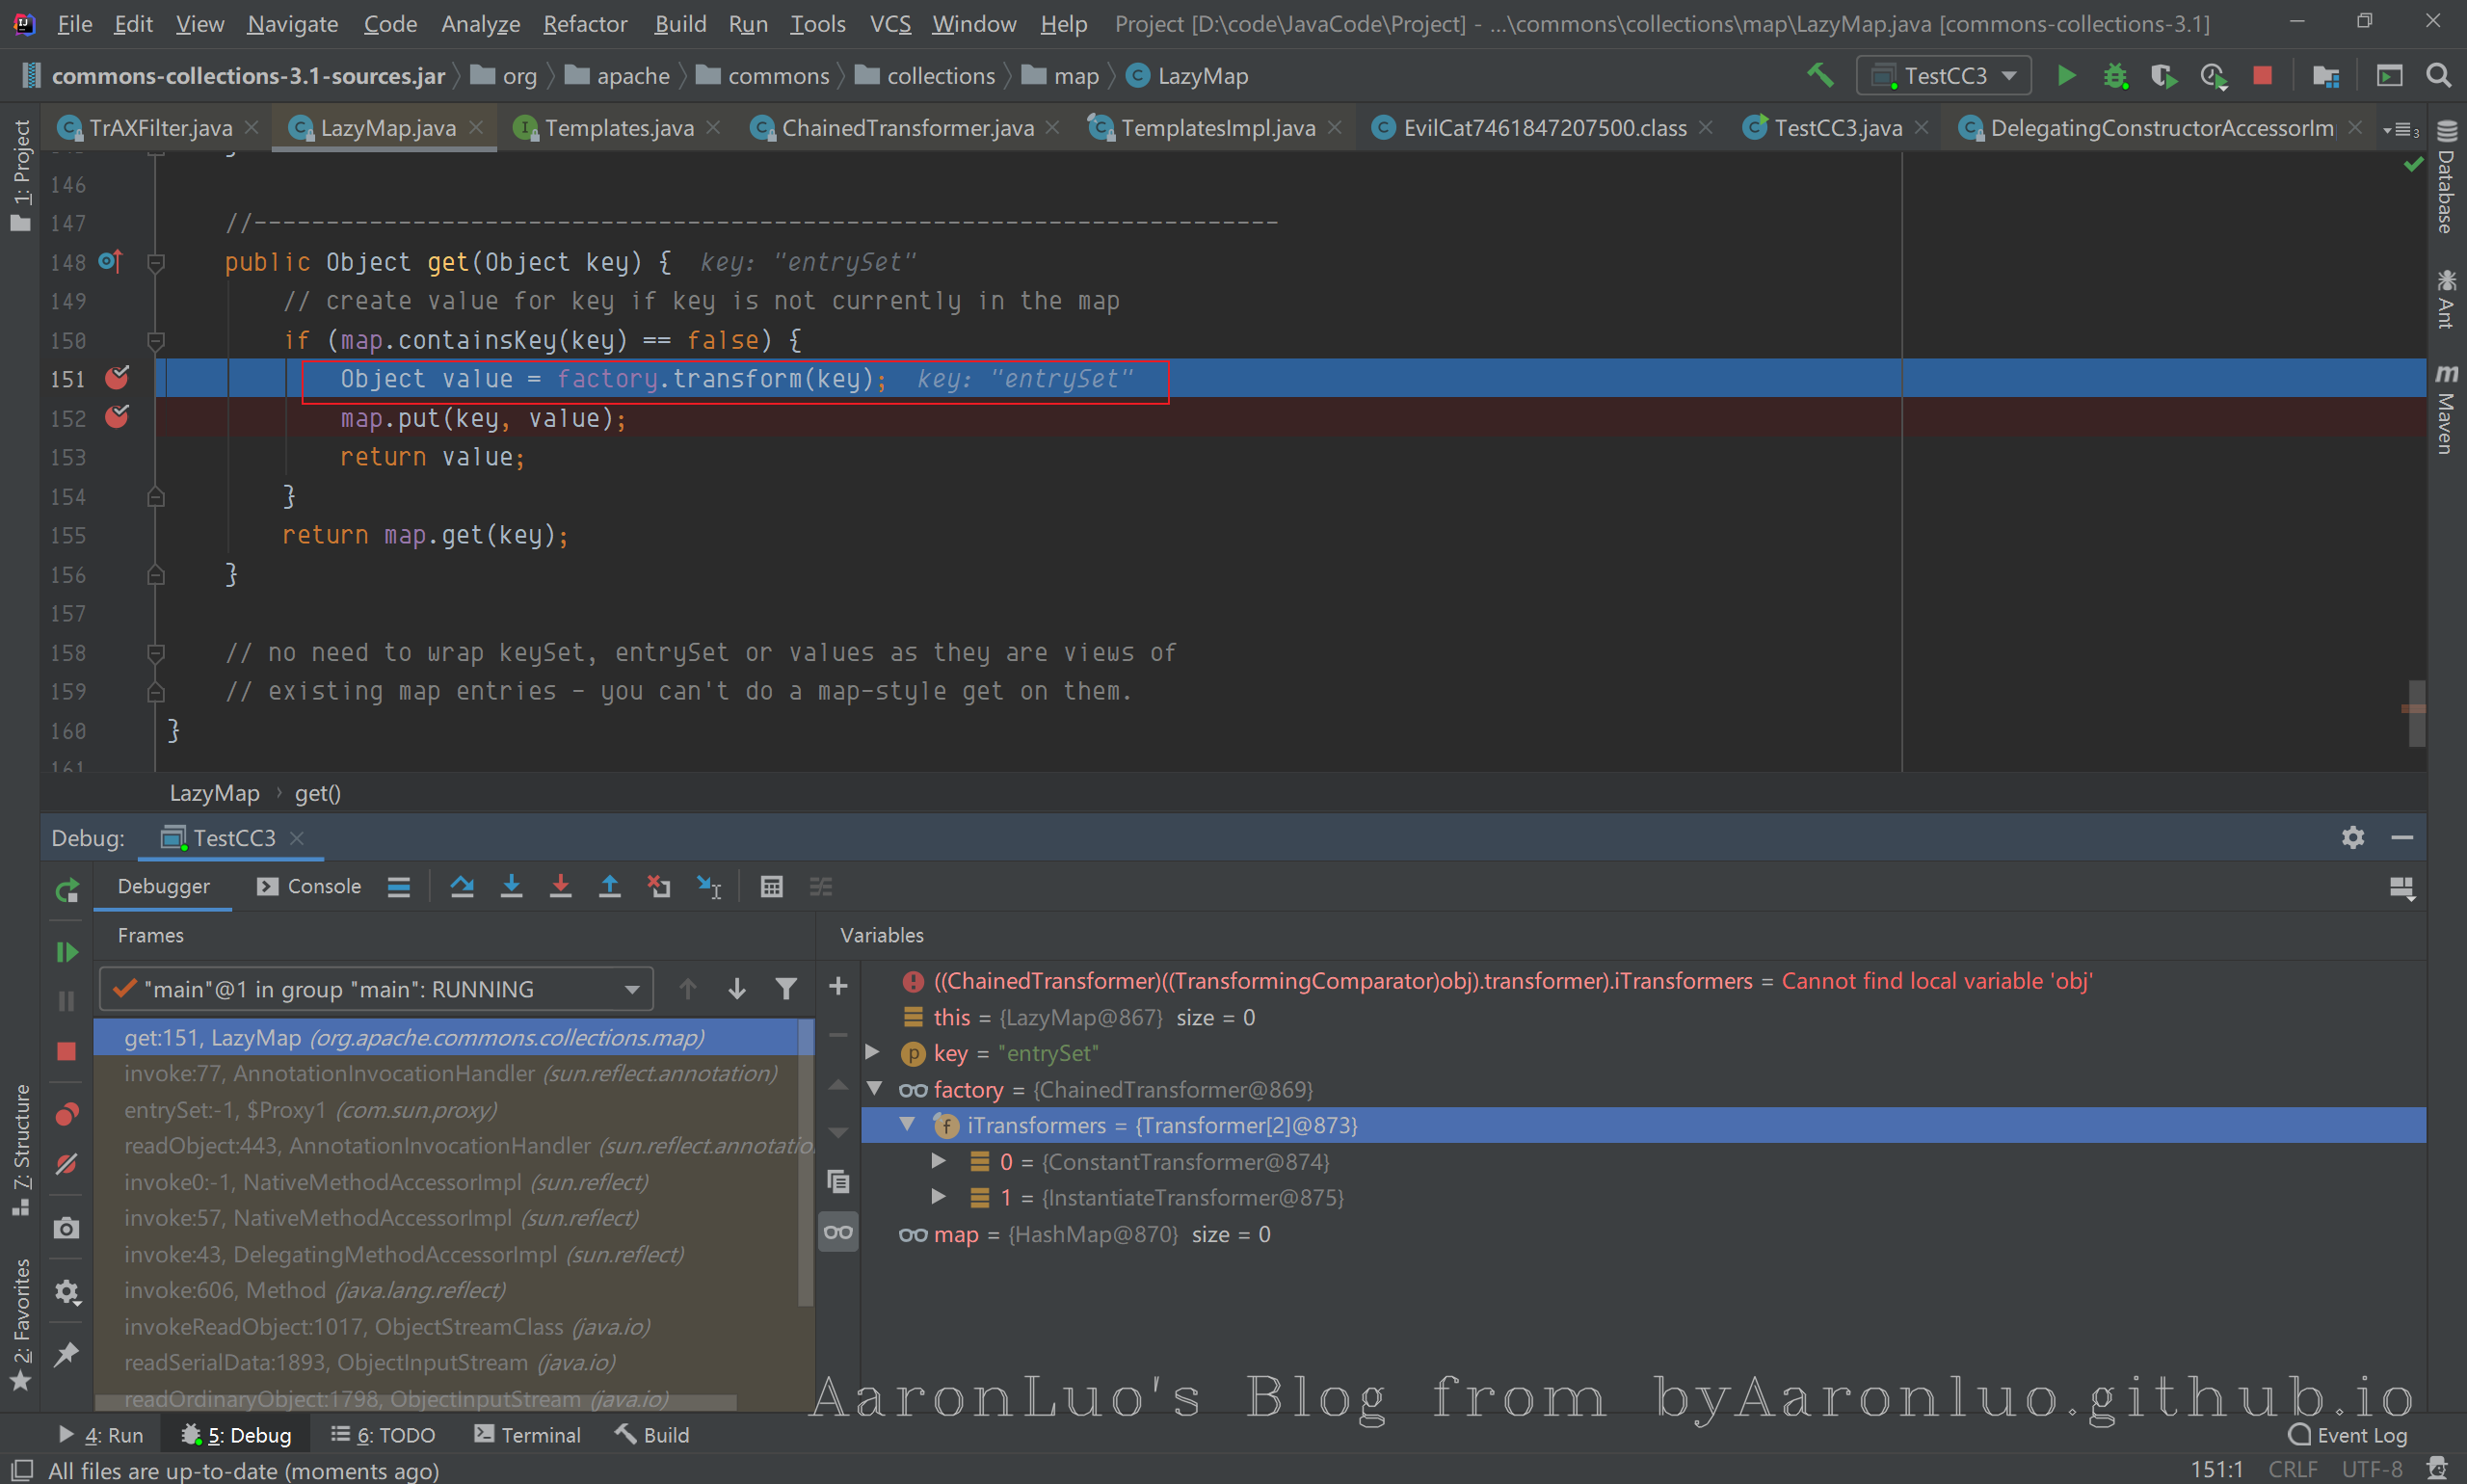 File Edit View Navigate Code Analyze Refactor Build Run Tools VCS Window Help Project [D:\code\JavaCode\Project] - ...\commons\collections\map\LazyMap.java [commons-collections-3.1]
commons-collections-3.1-sources.jar org apache commons collections map LazyMap TestCC3
TrAXFilter.java LazyMap.java Templates.java ChainedTransformer.java TemplatesImpl.java EvilCat7461847207500.class TestCC3.java DelegatingConstructorAccessorIm
1: Project
Database
Ant
Maven
7: Structure
2: Favorites
146
147 //-----------------------------------------------------------------------
148 public Object get(Object key) { key: "entrySet"
149 // create value for key if key is not currently in the map
150 if (map.containsKey(key) == false) {
151 Object value = factory.transform(key); key: "entrySet"
152 map.put(key, value);
153 return value;
154 }
155 return map.get(key);
156 }
157
158 // no need to wrap keySet, entrySet or values as they are views of
159 // existing map entries - you can't do a map-style get on them.
160 }
161
LazyMap › get()
Debug: TestCC3
Debugger Console
Frames
"main"@1 in group "main": RUNNING
get:151, LazyMap (org.apache.commons.collections.map)
invoke:77, AnnotationInvocationHandler (sun.reflect.annotation)
entrySet:-1, $Proxy1 (com.sun.proxy)
readObject:443, AnnotationInvocationHandler (sun.reflect.annotatio
invoke0:-1, NativeMethodAccessorImpl (sun.reflect)
invoke:57, NativeMethodAccessorImpl (sun.reflect)
invoke:43, DelegatingMethodAccessorImpl (sun.reflect)
invoke:606, Method (java.lang.reflect)
invokeReadObject:1017, ObjectStreamClass (java.io)
readSerialData:1893, ObjectInputStream (java.io)
readOrdinaryObject:1798, ObjectInputStream (java.io)
Variables
((ChainedTransformer)((TransformingComparator)obj).transformer).iTransformers = Cannot find local variable 'obj'
this = {LazyMap@867} size = 0
key = "entrySet"
factory = {ChainedTransformer@869}
iTransformers = {Transformer[2]@873}
0 = {ConstantTransformer@874}
1 = {InstantiateTransformer@875}
map = {HashMap@870} size = 0
AaronLuo's Blog from byAaronluo.github.io
4: Run 5: Debug 6: TODO Terminal Build Event Log
All files are up-to-date (moments ago) 151:1 CRLF UTF-8